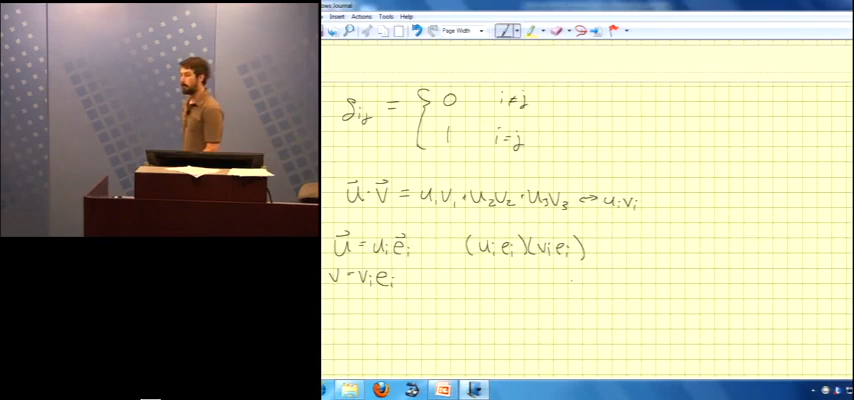 Insert Actions Tools Help
Page Width
δij = { 0 i≠j
1 i=j
u⃗·v⃗ = u₁v₁ + u₂v₂ + u₃v₃ ⇔ uᵢvᵢ
u⃗ = uᵢe⃗ᵢ (uᵢeᵢ)(vᵢeᵢ)
v = vᵢeᵢ